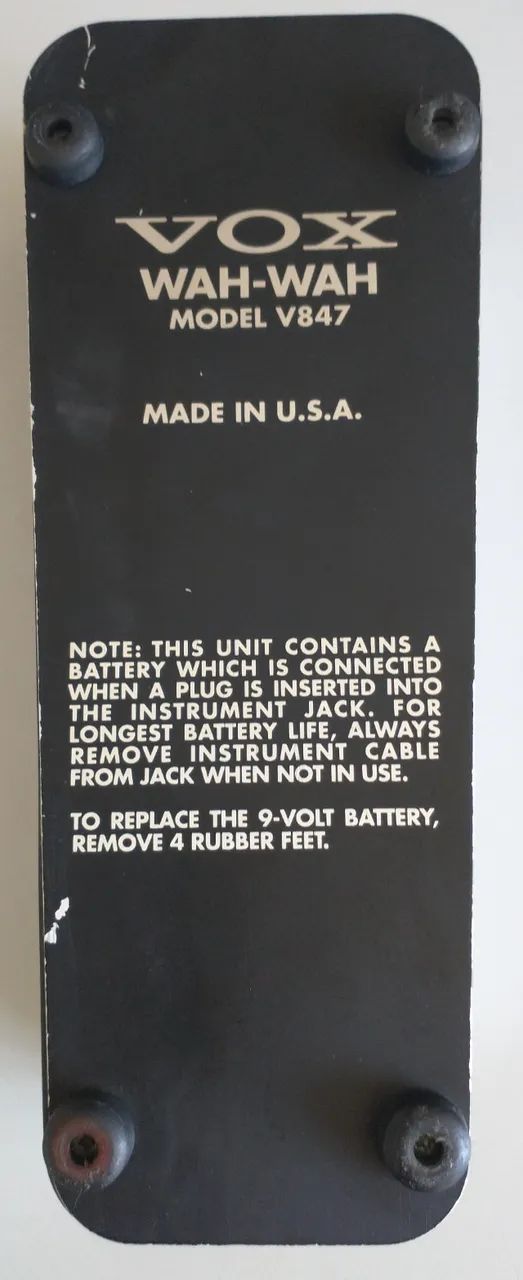 VOX
WAH-WAH
MODEL V847
MADE IN U.S.A.
NOTE: THIS UNIT CONTAINS A
BATTERY WHICH IS CONNECTED
WHEN A PLUG IS INSERTED INTO
THE INSTRUMENT JACK. FOR
LONGEST BATTERY LIFE, ALWAYS
REMOVE INSTRUMENT CABLE
FROM JACK WHEN NOT IN USE.
TO REPLACE THE 9-VOLT BATTERY,
REMOVE 4 RUBBER FEET.